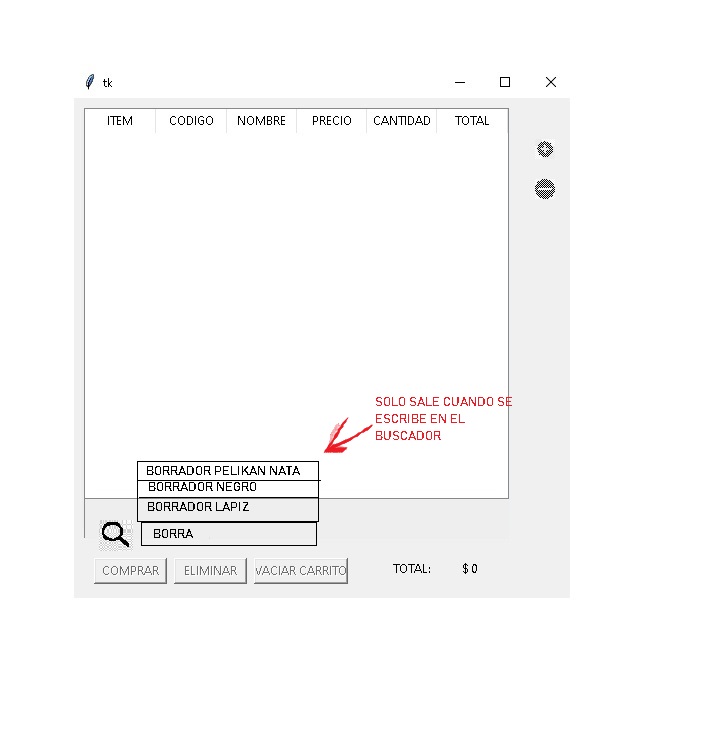 tk
ITEM CODIGO NOMBRE PRECIO CANTIDAD TOTAL
SOLO SALE CUANDO SE
ESCRIBE EN EL
BUSCADOR
BORRADOR PELIKAN NATA
BORRADOR NEGRO
BORRADOR LAPIZ
BORRA
COMPRAR ELIMINAR VACIAR CARRITO TOTAL: $ 0